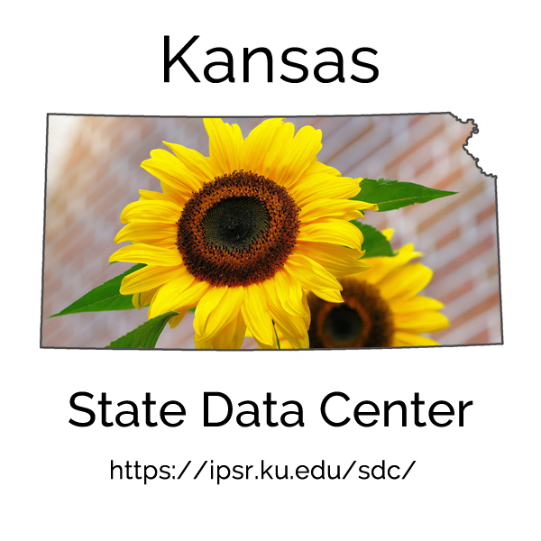 Kansas
State Data Center
https://ipsr.ku.edu/sdc/